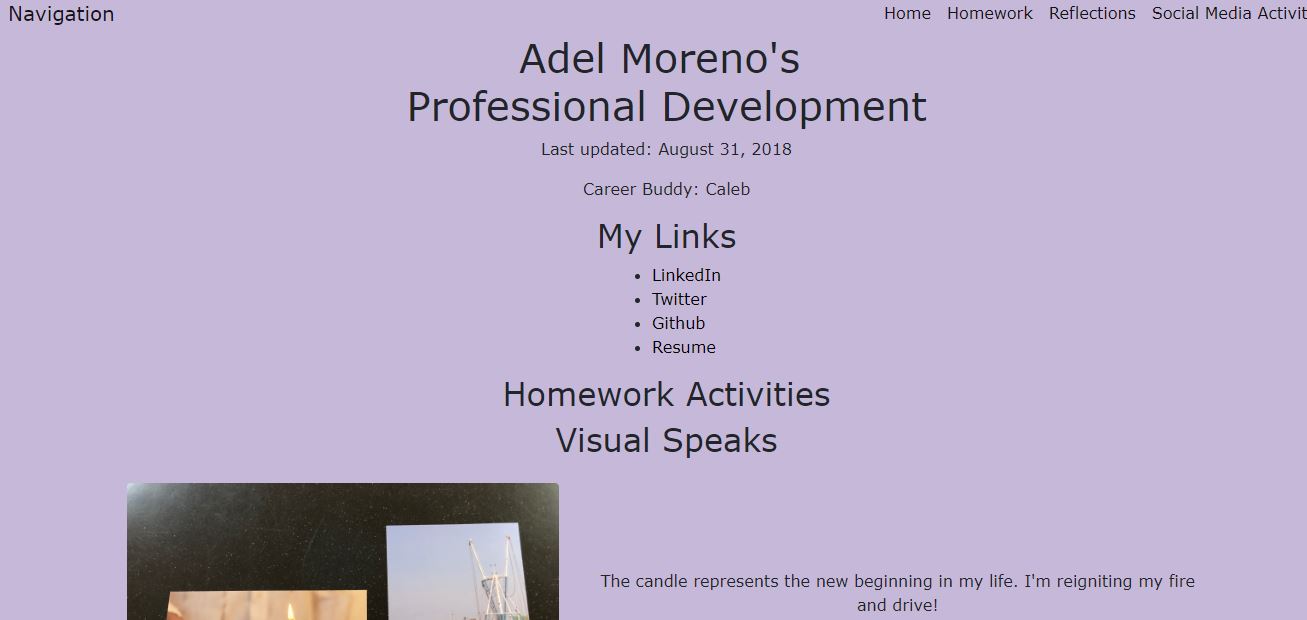 Navigation
Home Homework Reflections Social Media Activit
Adel Moreno's
Professional Development
Last updated: August 31, 2018
Career Buddy: Caleb
My Links
LinkedIn
Twitter
Github
Resume
Homework Activities
Visual Speaks
The candle represents the new beginning in my life. I'm reigniting my fire
and drive!